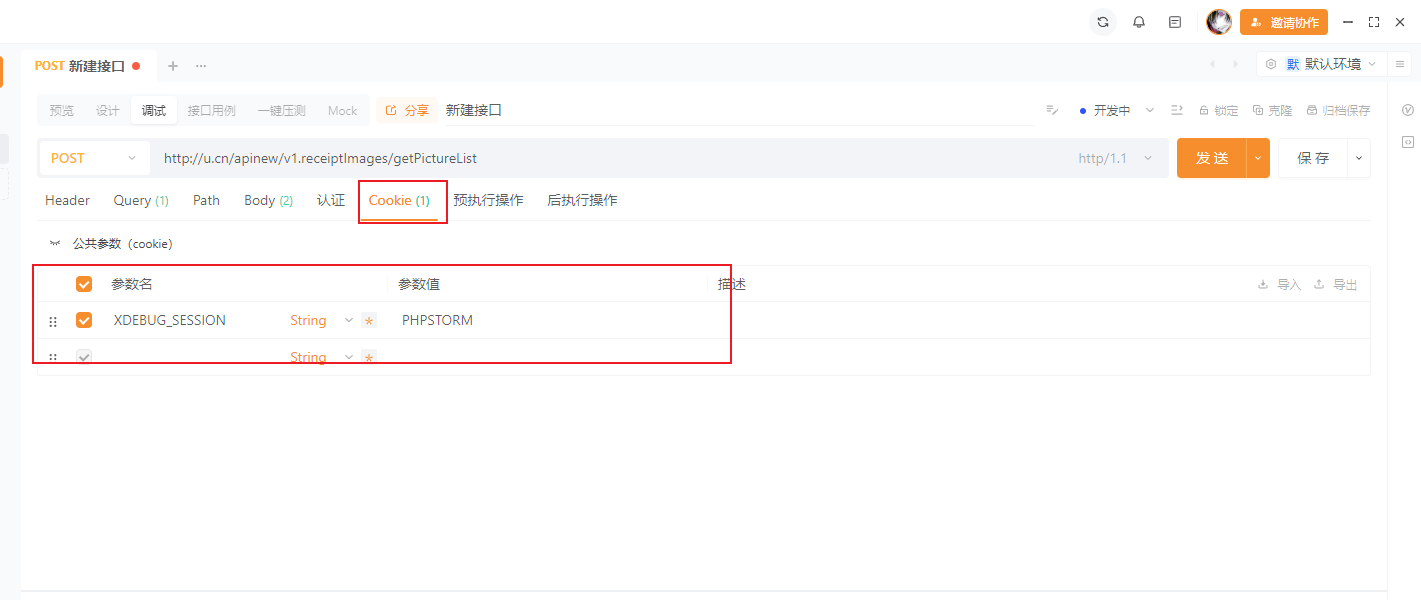 邀请协作
POST 新建接口
默 默认环境
预览 设计 调试 接口用例 一键压测 Mock 分享 新建接口 开发中 锁定 克隆 归档保存
POST http://u.cn/apinew/v1.receiptImages/getPictureList http/1.1 发 送 保 存
Header Query (1) Path Body (2) 认证 Cookie (1) 预执行操作 后执行操作
公共参数 (cookie)
参数名 参数值 描述 导入 导出
XDEBUG_SESSION String * PHPSTORM
String *